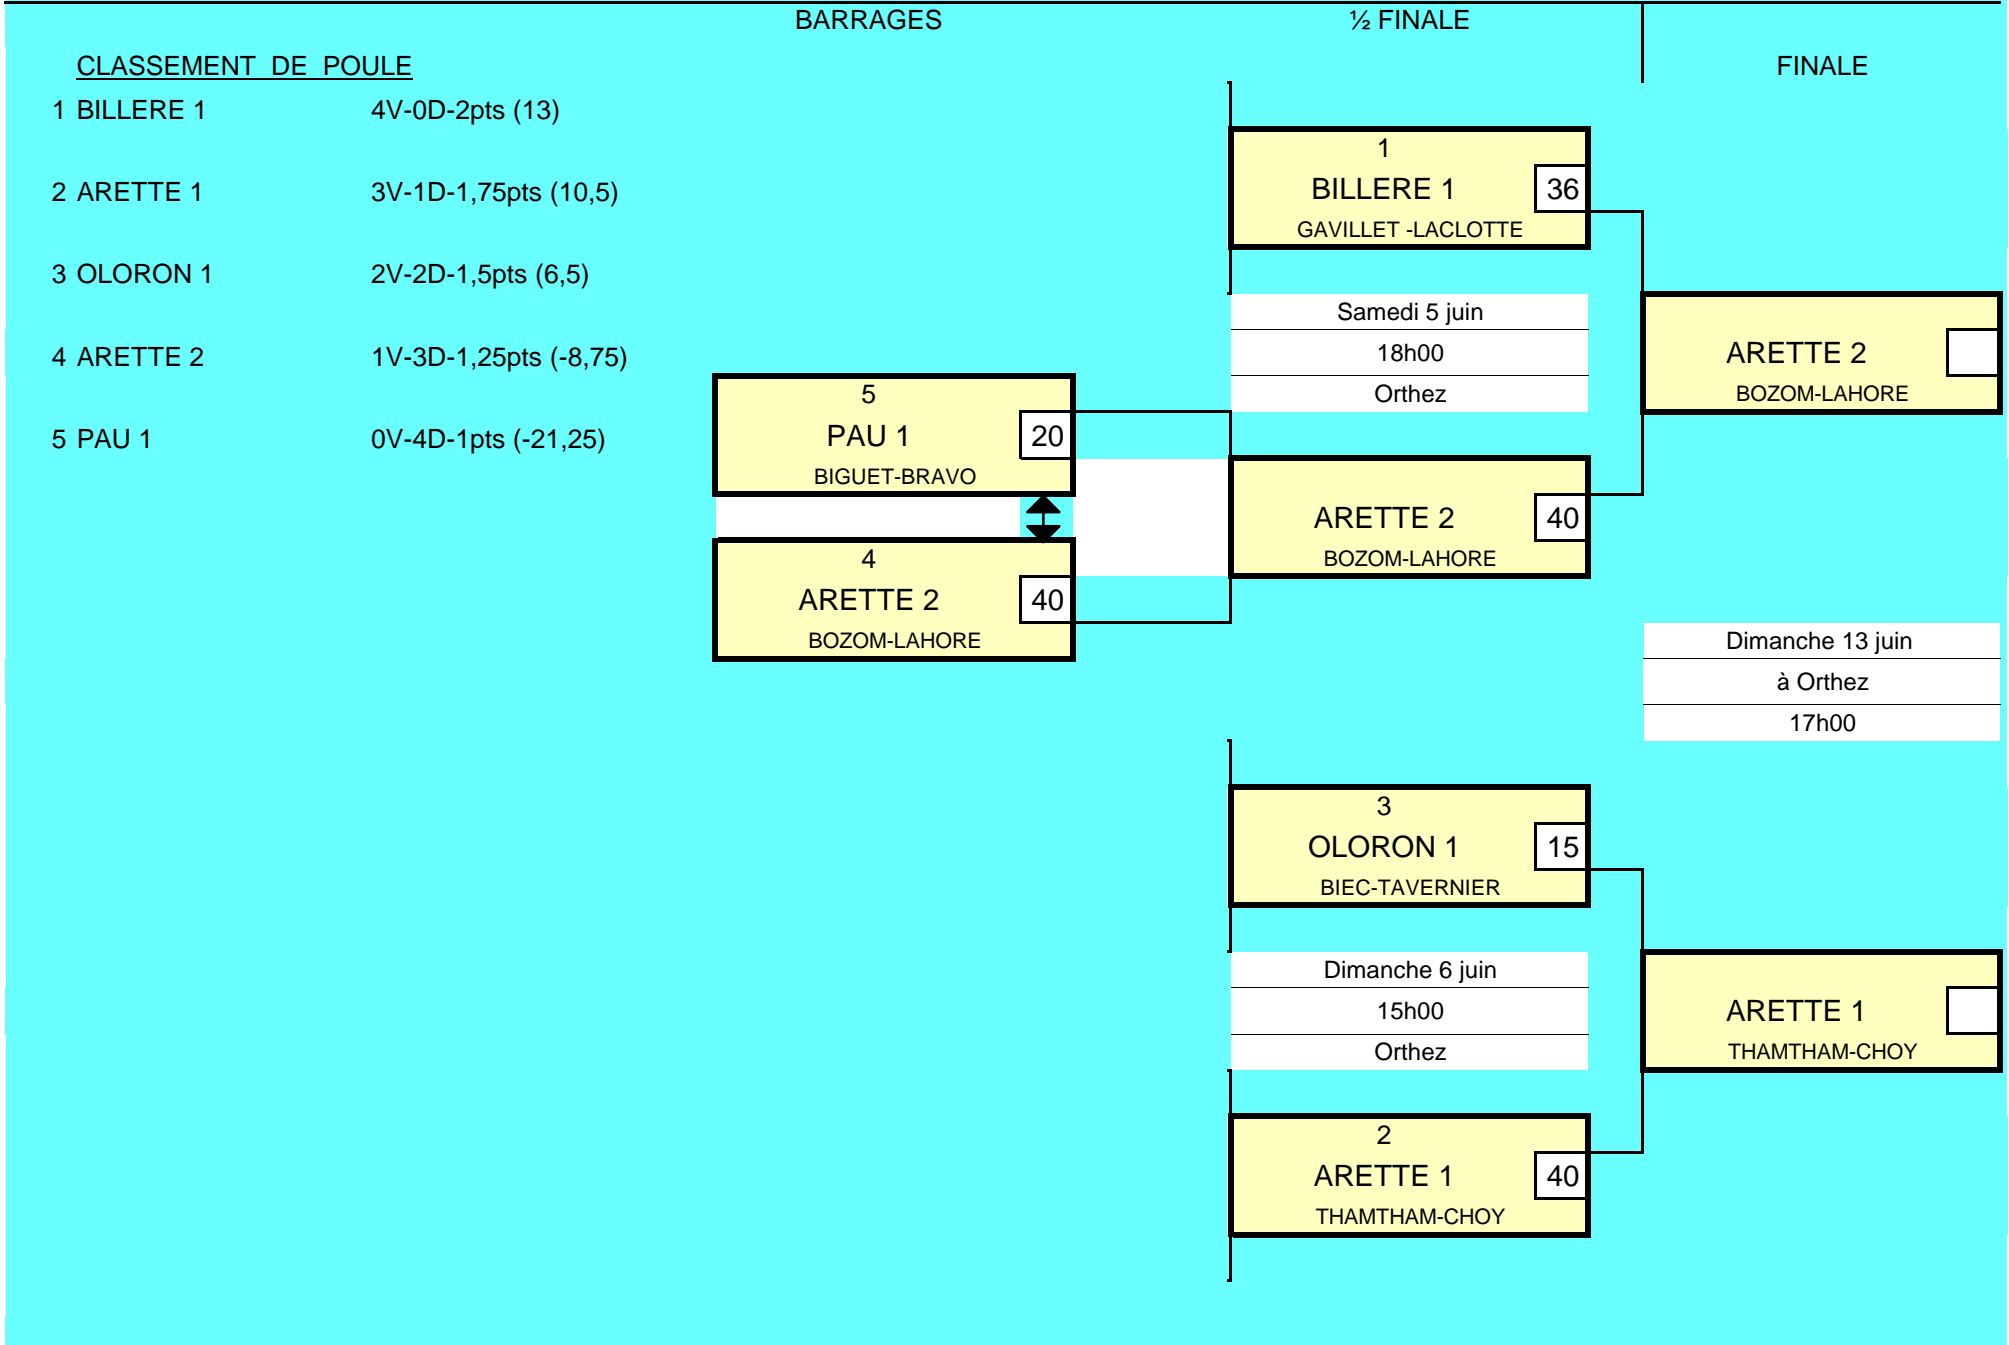 BARRAGES
½ FINALE
FINALE
CLASSEMENT DE POULE
1 BILLERE 1 4V-0D-2pts (13)
2 ARETTE 1 3V-1D-1,75pts (10,5)
3 OLORON 1 2V-2D-1,5pts (6,5)
4 ARETTE 2 1V-3D-1,25pts (-8,75)
5 PAU 1 0V-4D-1pts (-21,25)
5
PAU 1 20
BIGUET-BRAVO
4
ARETTE 2 40
BOZOM-LAHORE
1
BILLERE 1 36
GAVILLET -LACLOTTE
Samedi 5 juin
18h00
Orthez
ARETTE 2 40
BOZOM-LAHORE
3
OLORON 1 15
BIEC-TAVERNIER
Dimanche 6 juin
15h00
Orthez
2
ARETTE 1 40
THAMTHAM-CHOY
ARETTE 2
BOZOM-LAHORE
Dimanche 13 juin
à Orthez
17h00
ARETTE 1
THAMTHAM-CHOY